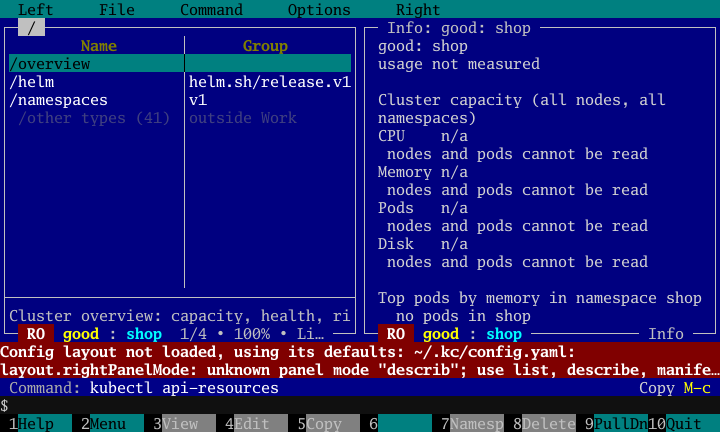 Left File Command Options Right
/
Name Group
/overview
/helm helm.sh/release.v1
/namespaces v1
/other types (41) outside Work
Cluster overview: capacity, health, ri
RO good : shop 1/4 • 100% • Li…
Info: good: shop
good: shop
usage not measured
Cluster capacity (all nodes, all
namespaces)
CPU n/a
nodes and pods cannot be read
Memory n/a
nodes and pods cannot be read
Pods n/a
nodes and pods cannot be read
Disk n/a
nodes and pods cannot be read
Top pods by memory in namespace shop
no pods in shop
RO good : shop Info
Config layout not loaded, using its defaults: ~/.kc/config.yaml:
layout.rightPanelMode: unknown panel mode "describ"; use list, describe, manife…
Command: kubectl api-resources Copy M-c
$
1Help 2Menu 3View 4Edit 5Copy 6 7Namesp 8Delete 9PullDn 10Quit